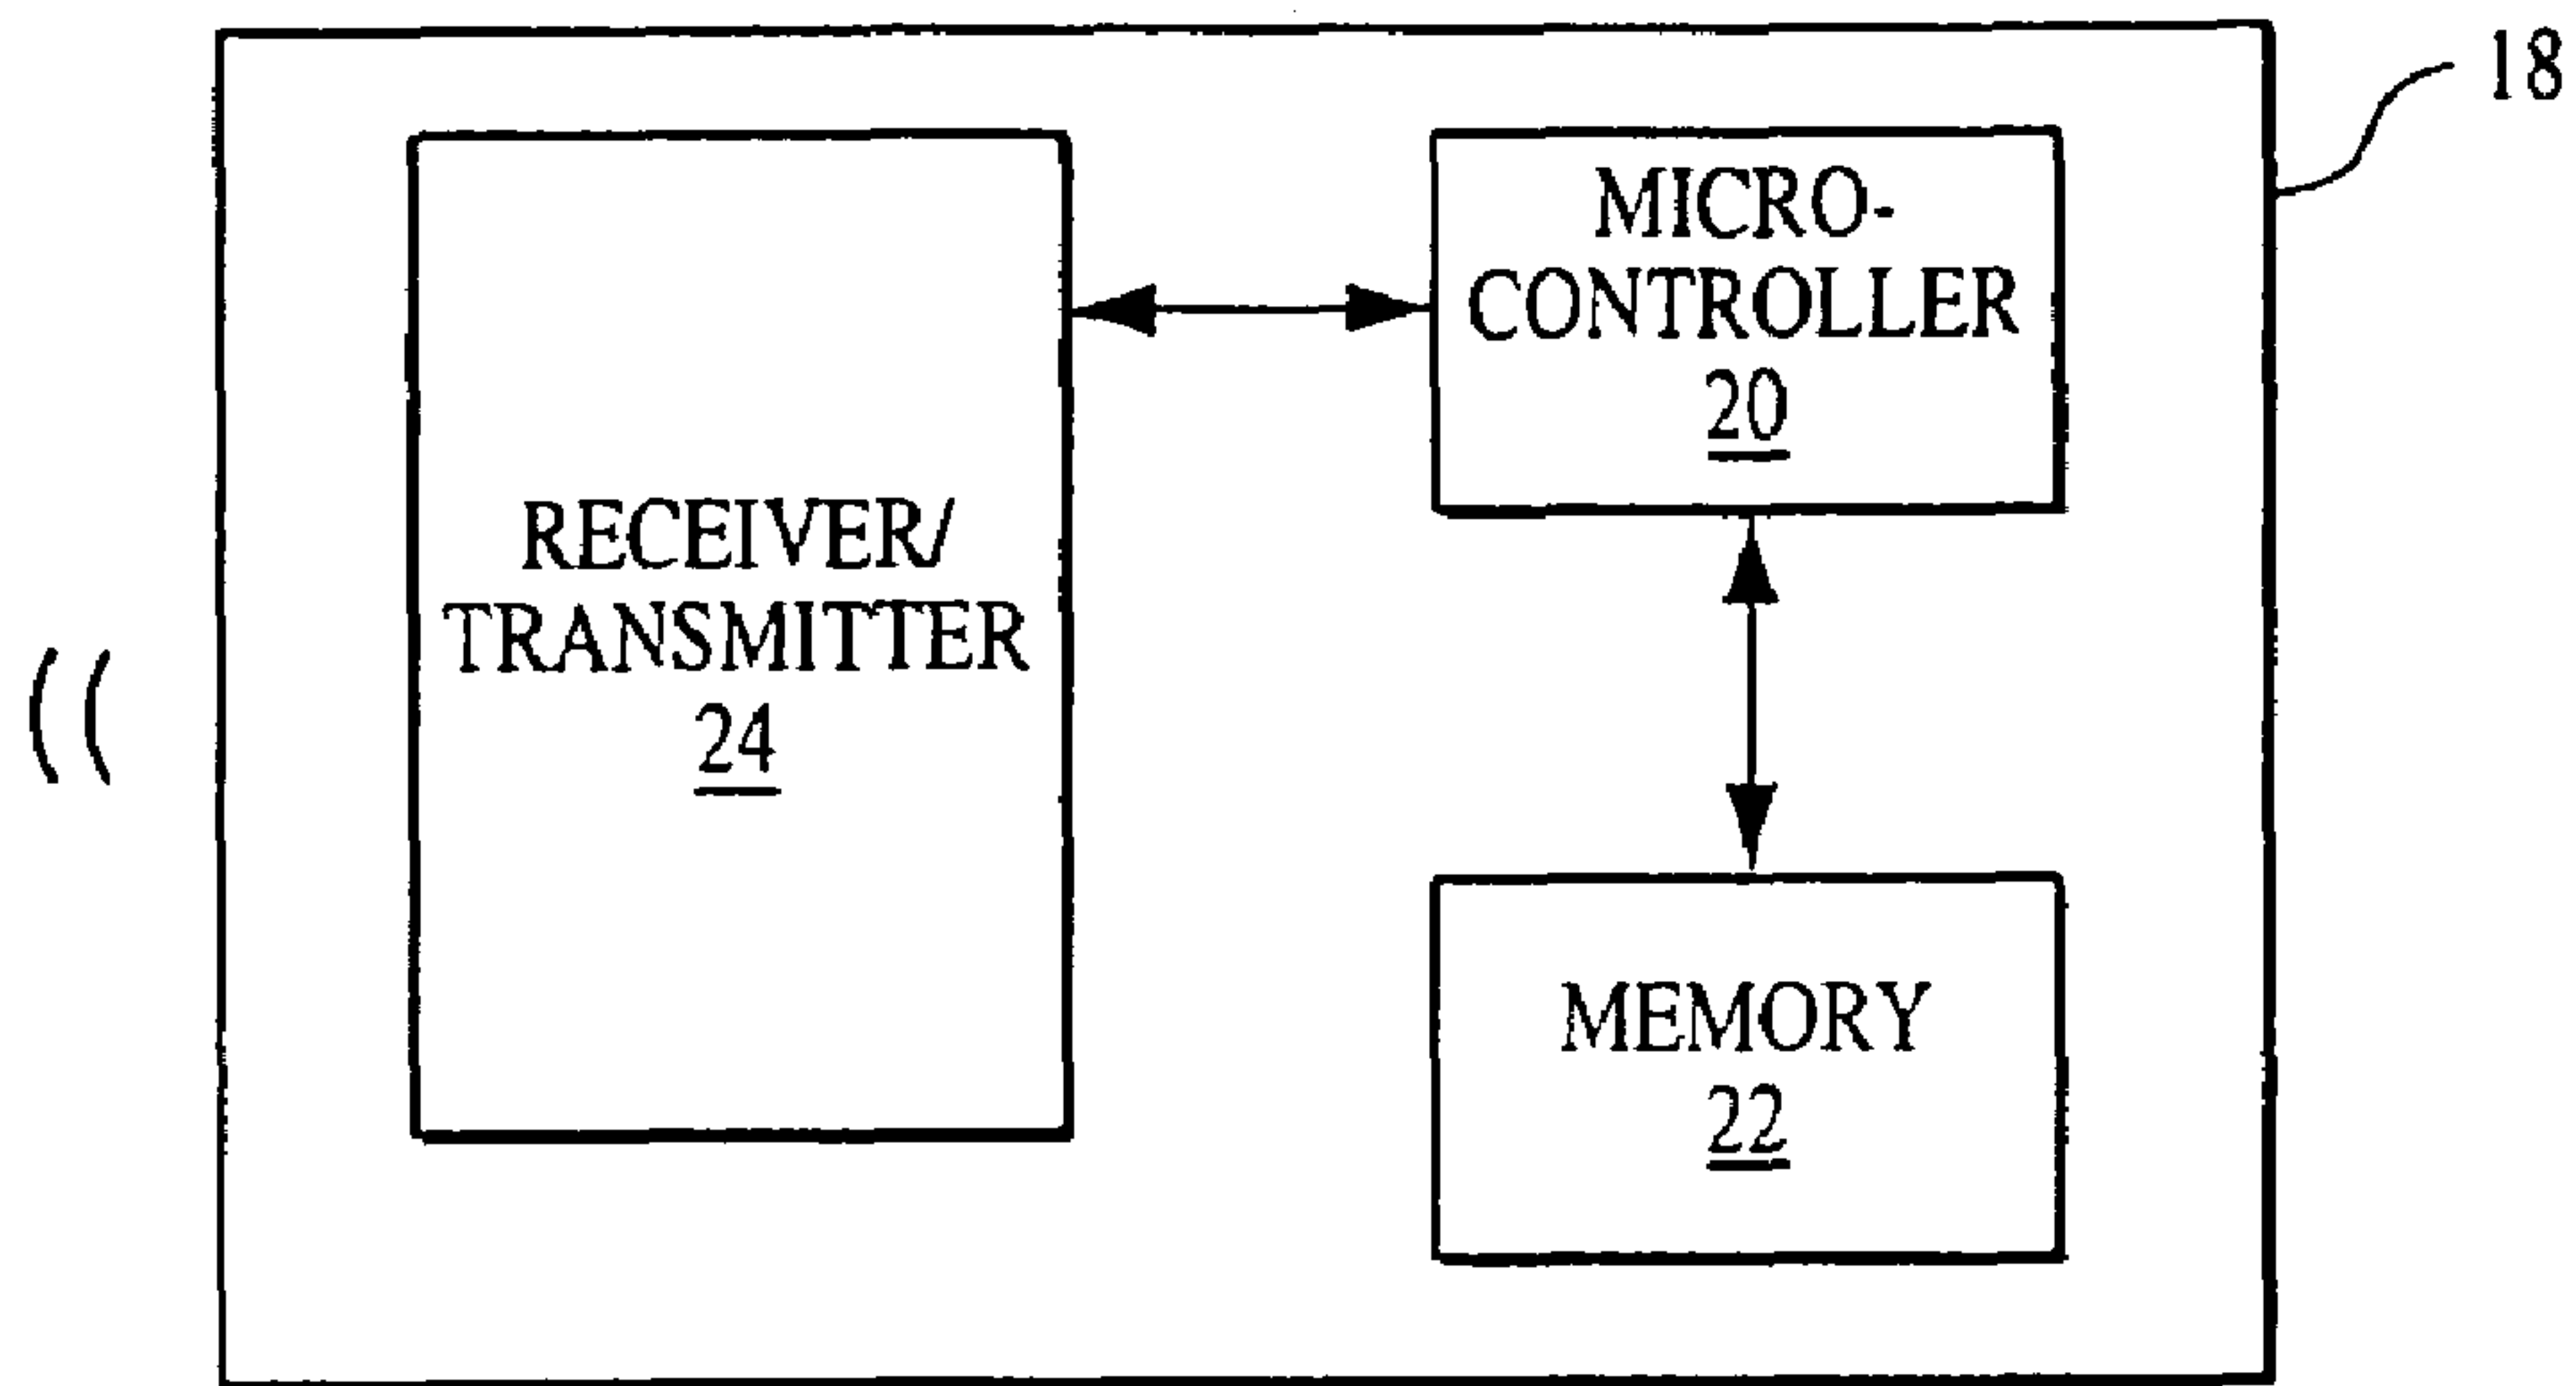 18
MICRO-
CONTROLLER
20
RECEIVER/
TRANSMITTER
24
MEMORY
22